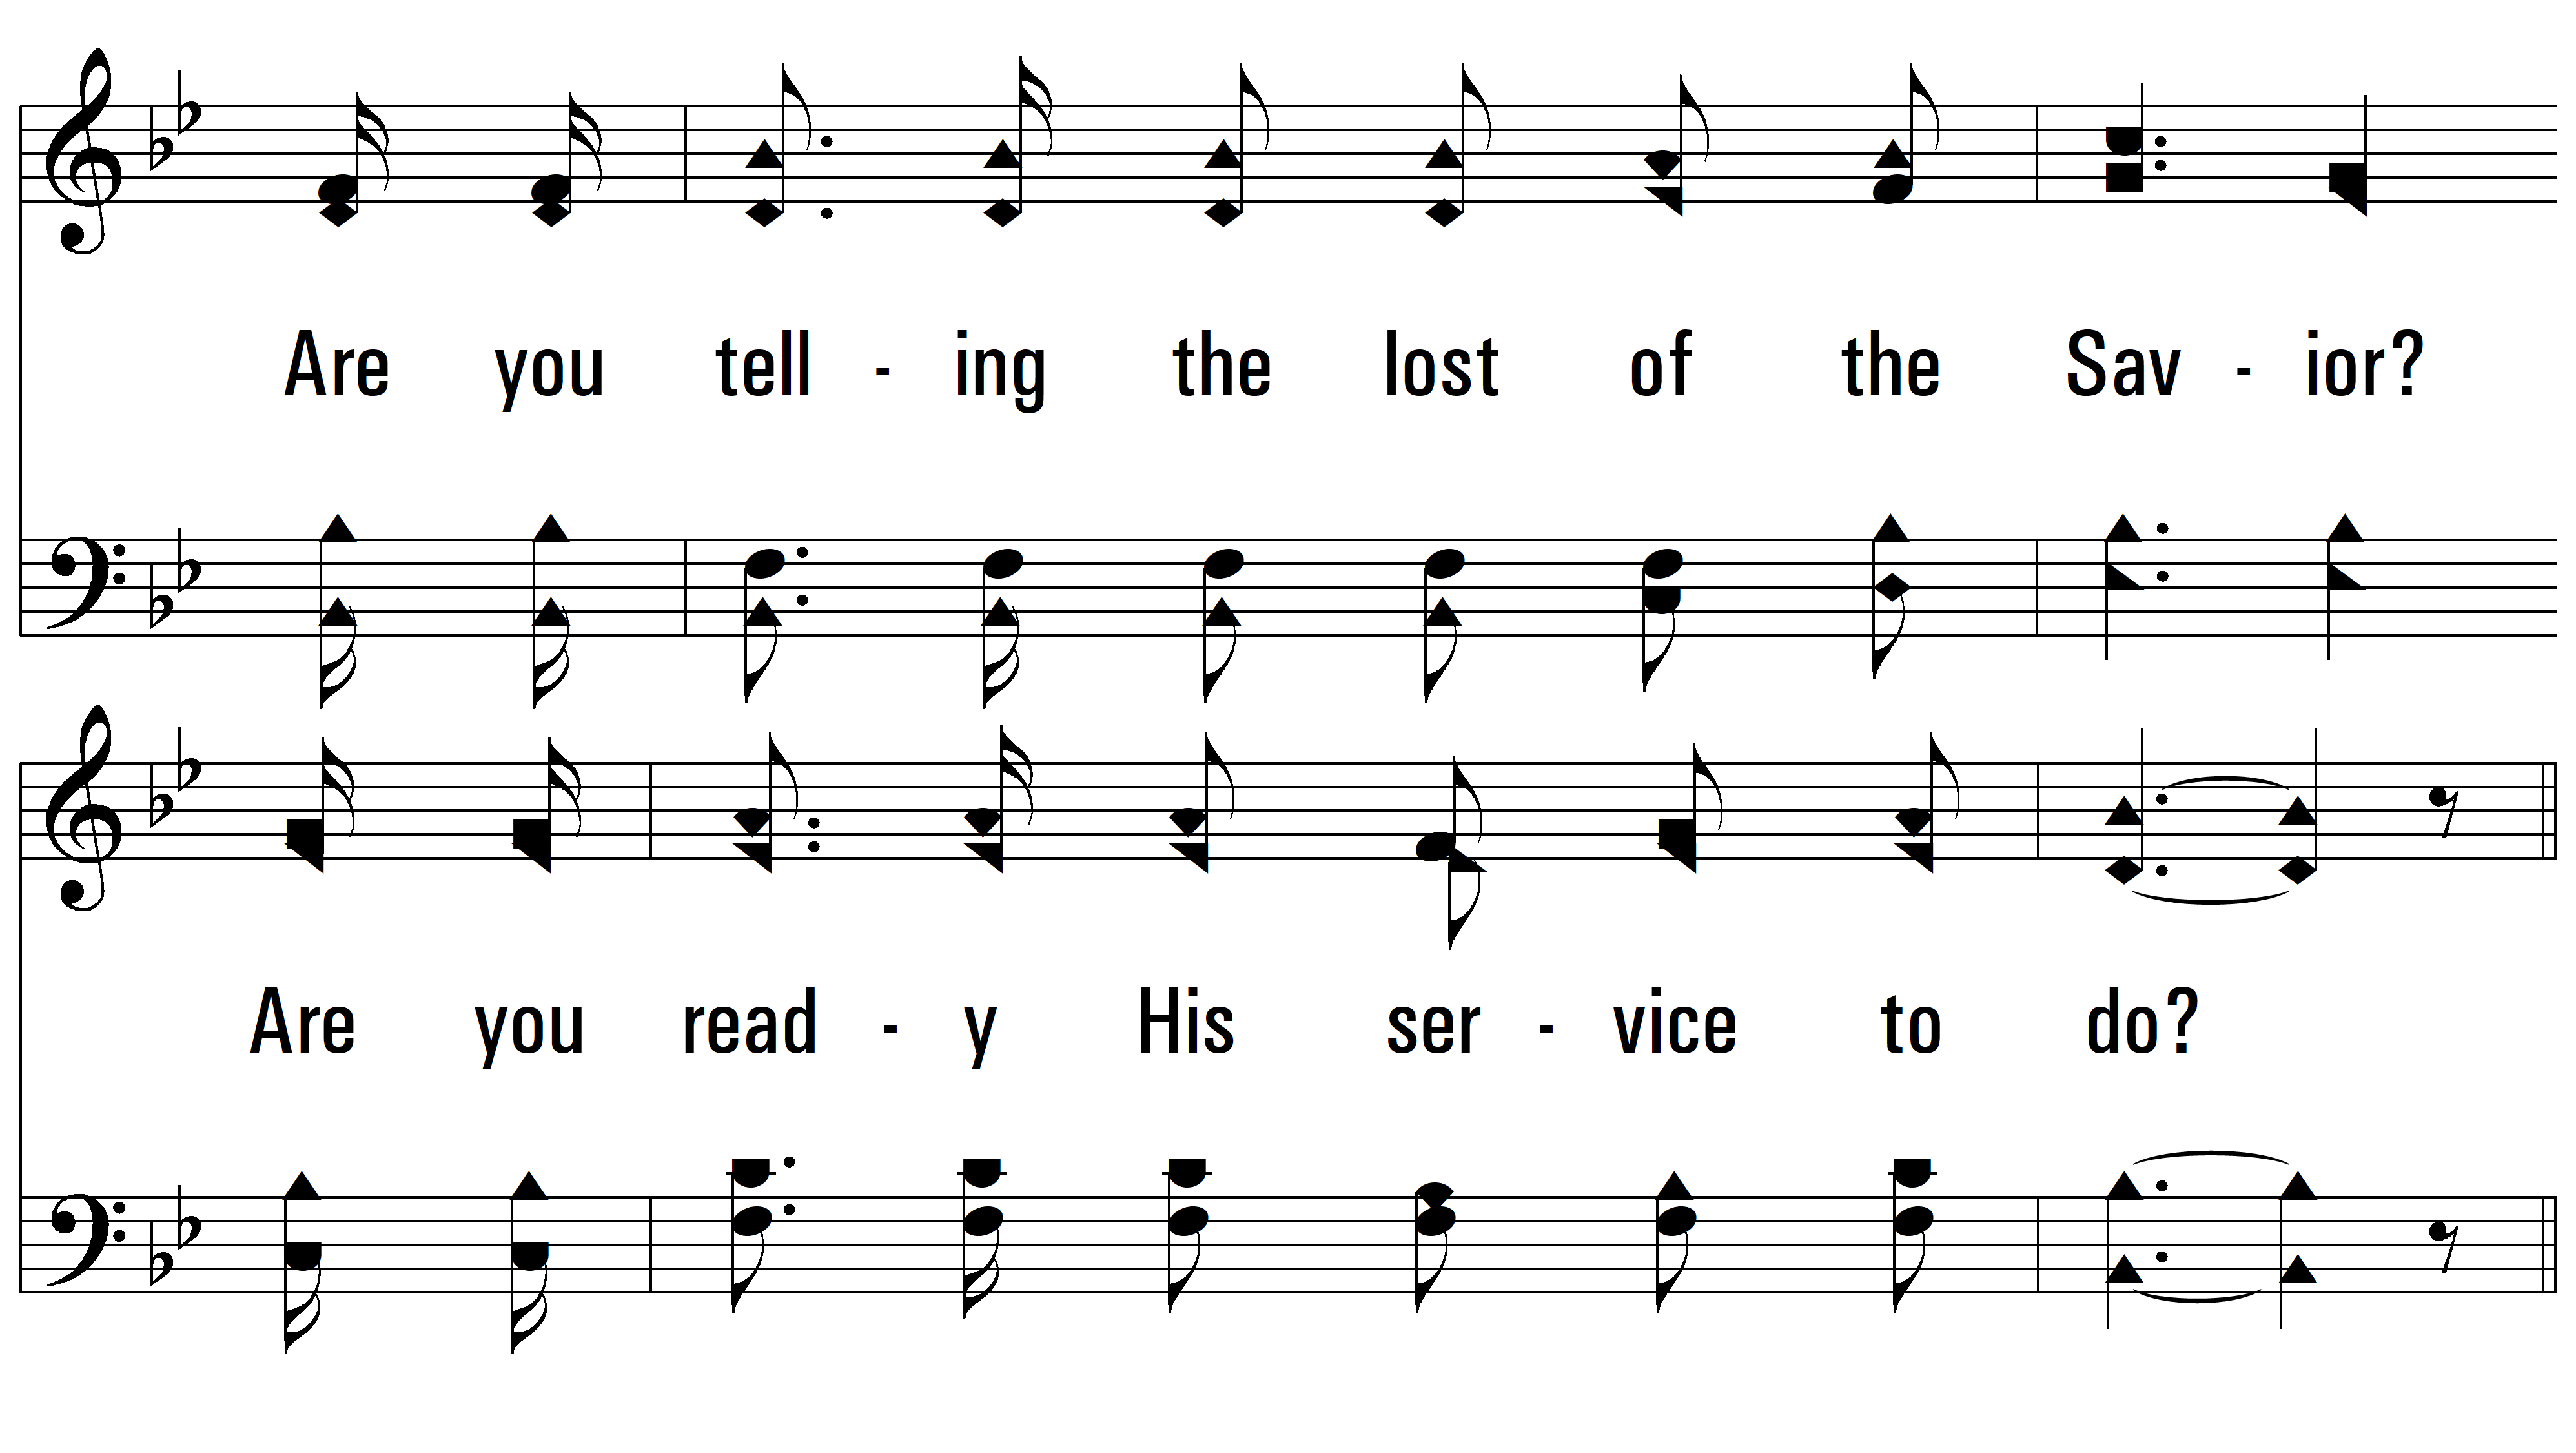 Are you tell - ing the lost of the Sav - ior?
Are you read - y His ser - vice to do?